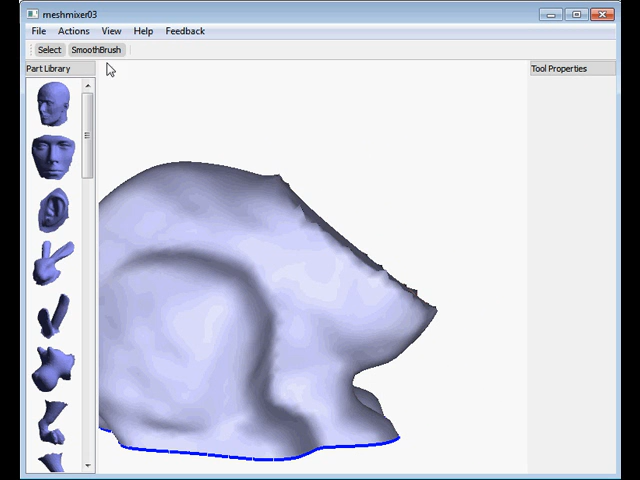 meshmixer03
File Actions View Help Feedback
Select SmoothBrush
Part Library
Tool Properties